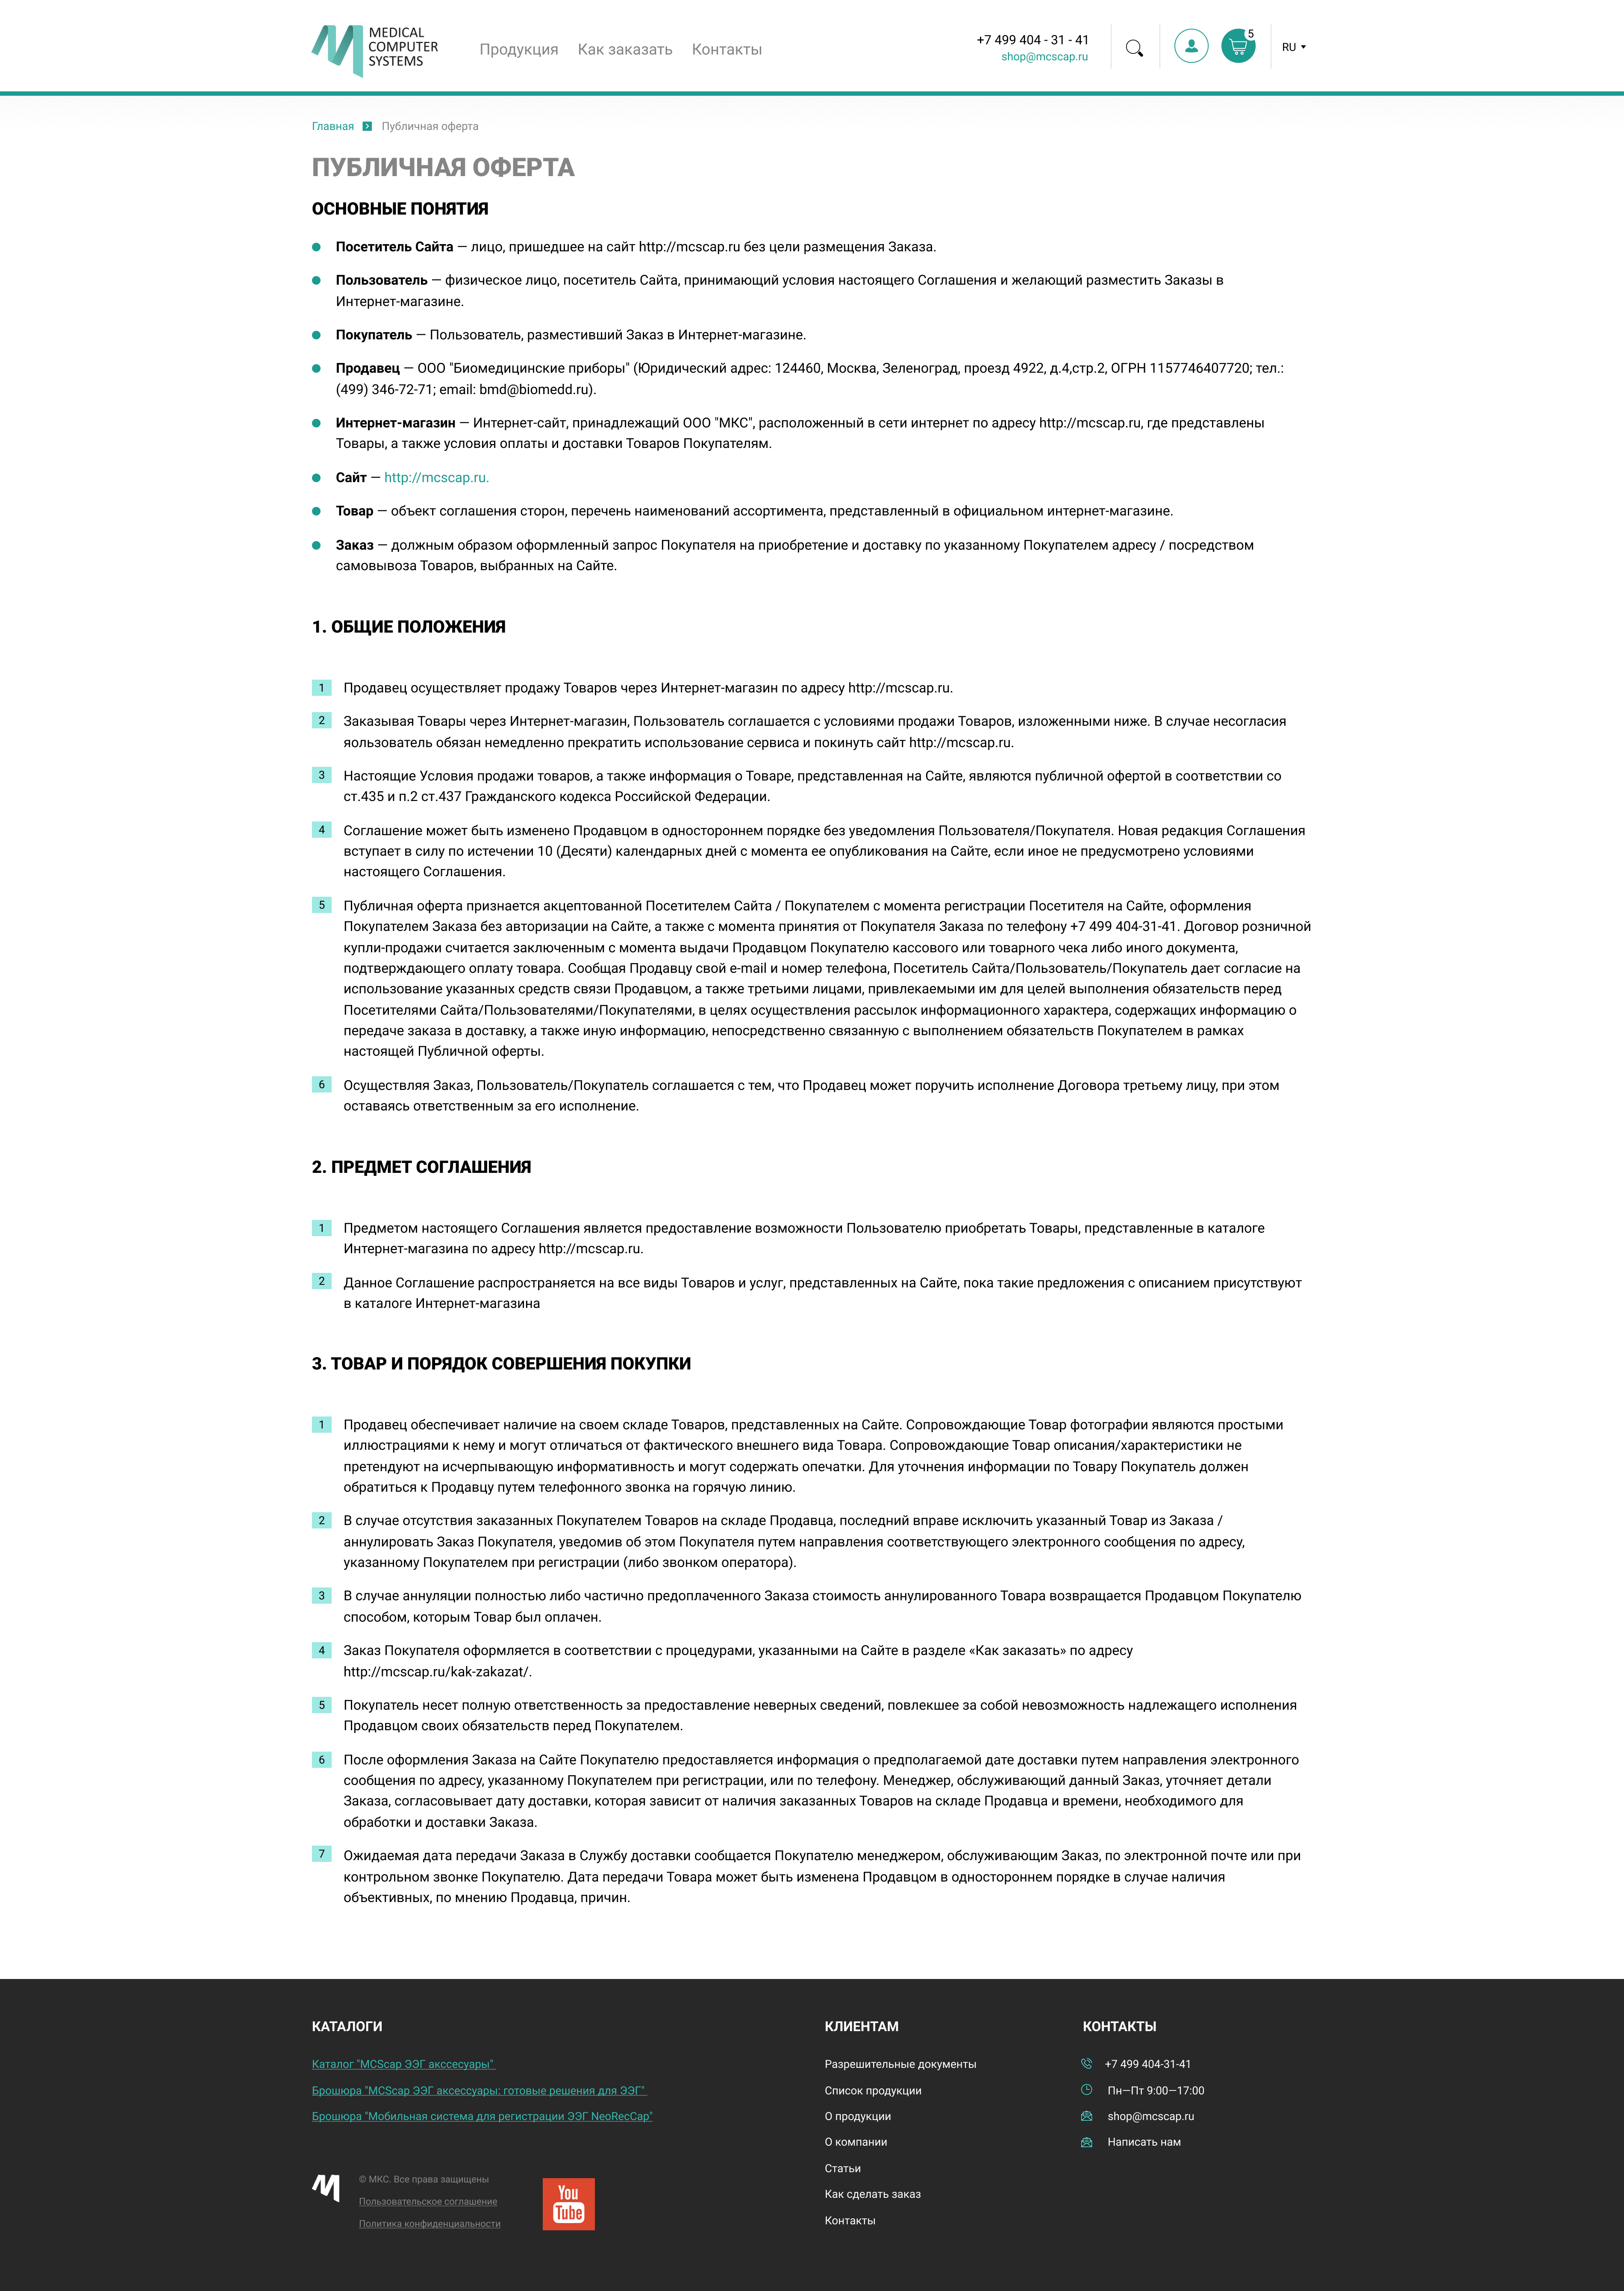 MEDICAL
COMPUTER
SYSTEMS
Продукция Как заказать Контакты
+7 499 404 - 31 - 41
shop@mcscap.ru
5
RU
Главная Публичная оферта
ПУБЛИЧНАЯ ОФЕРТА
ОСНОВНЫЕ ПОНЯТИЯ
Посетитель Сайта — лицо, пришедшее на сайт http://mcscap.ru без цели размещения Заказа.
Пользователь — физическое лицо, посетитель Сайта, принимающий условия настоящего Соглашения и желающий разместить Заказы в
Интернет-магазине.
Покупатель — Пользователь, разместивший Заказ в Интернет-магазине.
Продавец — ООО "Биомедицинские приборы" (Юридический адрес: 124460, Москва, Зеленоград, проезд 4922, д.4,стр.2, ОГРН 1157746407720; тел.:
(499) 346-72-71; email: bmd@biomedd.ru).
Интернет-магазин — Интернет-сайт, принадлежащий ООО "МКС", расположенный в сети интернет по адресу http://mcscap.ru, где представлены
Товары, а также условия оплаты и доставки Товаров Покупателям.
Сайт — http://mcscap.ru.
Товар — объект соглашения сторон, перечень наименований ассортимента, представленный в официальном интернет-магазине.
Заказ — должным образом оформленный запрос Покупателя на приобретение и доставку по указанному Покупателем адресу / посредством
самовывоза Товаров, выбранных на Сайте.
1. ОБЩИЕ ПОЛОЖЕНИЯ
1 Продавец осуществляет продажу Товаров через Интернет-магазин по адресу http://mcscap.ru.
2 Заказывая Товары через Интернет-магазин, Пользователь соглашается с условиями продажи Товаров, изложенными ниже. В случае несогласия
яользователь обязан немедленно прекратить использование сервиса и покинуть сайт http://mcscap.ru.
3 Настоящие Условия продажи товаров, а также информация о Товаре, представленная на Сайте, являются публичной офертой в соответствии со
ст.435 и п.2 ст.437 Гражданского кодекса Российской Федерации.
4 Соглашение может быть изменено Продавцом в одностороннем порядке без уведомления Пользователя/Покупателя. Новая редакция Соглашения
вступает в силу по истечении 10 (Десяти) календарных дней с момента ее опубликования на Сайте, если иное не предусмотрено условиями
настоящего Соглашения.
5 Публичная оферта признается акцептованной Посетителем Сайта / Покупателем с момента регистрации Посетителя на Сайте, оформления
Покупателем Заказа без авторизации на Сайте, а также с момента принятия от Покупателя Заказа по телефону +7 499 404-31-41. Договор розничной
купли-продажи считается заключенным с момента выдачи Продавцом Покупателю кассового или товарного чека либо иного документа,
подтверждающего оплату товара. Сообщая Продавцу свой e-mail и номер телефона, Посетитель Сайта/Пользователь/Покупатель дает согласие на
использование указанных средств связи Продавцом, а также третьими лицами, привлекаемыми им для целей выполнения обязательств перед
Посетителями Сайта/Пользователями/Покупателями, в целях осуществления рассылок информационного характера, содержащих информацию о
передаче заказа в доставку, а также иную информацию, непосредственно связанную с выполнением обязательств Покупателем в рамках
настоящей Публичной оферты.
6 Осуществляя Заказ, Пользователь/Покупатель соглашается с тем, что Продавец может поручить исполнение Договора третьему лицу, при этом
оставаясь ответственным за его исполнение.
2. ПРЕДМЕТ СОГЛАШЕНИЯ
1 Предметом настоящего Соглашения является предоставление возможности Пользователю приобретать Товары, представленные в каталоге
Интернет-магазина по адресу http://mcscap.ru.
2 Данное Соглашение распространяется на все виды Товаров и услуг, представленных на Сайте, пока такие предложения с описанием присутствуют
в каталоге Интернет-магазина
3. ТОВАР И ПОРЯДОК СОВЕРШЕНИЯ ПОКУПКИ
1 Продавец обеспечивает наличие на своем складе Товаров, представленных на Сайте. Сопровождающие Товар фотографии являются простыми
иллюстрациями к нему и могут отличаться от фактического внешнего вида Товара. Сопровождающие Товар описания/характеристики не
претендуют на исчерпывающую информативность и могут содержать опечатки. Для уточнения информации по Товару Покупатель должен
обратиться к Продавцу путем телефонного звонка на горячую линию.
2 В случае отсутствия заказанных Покупателем Товаров на складе Продавца, последний вправе исключить указанный Товар из Заказа /
аннулировать Заказ Покупателя, уведомив об этом Покупателя путем направления соответствующего электронного сообщения по адресу,
указанному Покупателем при регистрации (либо звонком оператора).
3 В случае аннуляции полностью либо частично предоплаченного Заказа стоимость аннулированного Товара возвращается Продавцом Покупателю
способом, которым Товар был оплачен.
4 Заказ Покупателя оформляется в соответствии с процедурами, указанными на Сайте в разделе «Как заказать» по адресу
http://mcscap.ru/kak-zakazat/.
5 Покупатель несет полную ответственность за предоставление неверных сведений, повлекшее за собой невозможность надлежащего исполнения
Продавцом своих обязательств перед Покупателем.
6 После оформления Заказа на Сайте Покупателю предоставляется информация о предполагаемой дате доставки путем направления электронного
сообщения по адресу, указанному Покупателем при регистрации, или по телефону. Менеджер, обслуживающий данный Заказ, уточняет детали
Заказа, согласовывает дату доставки, которая зависит от наличия заказанных Товаров на складе Продавца и времени, необходимого для
обработки и доставки Заказа.
7 Ожидаемая дата передачи Заказа в Службу доставки сообщается Покупателю менеджером, обслуживающим Заказ, по электронной почте или при
контрольном звонке Покупателю. Дата передачи Товара может быть изменена Продавцом в одностороннем порядке в случае наличия
объективных, по мнению Продавца, причин.
КАТАЛОГИ
Каталог "MCScap ЭЭГ акссесуары"
Брошюра "MCScap ЭЭГ аксессуары: готовые решения для ЭЭГ"
Брошюра "Мобильная система для регистрации ЭЭГ NeoRecCap"
© МКС. Все права защищены
Пользовательское соглашение
Политика конфиденциальности
You
Tube
КЛИЕНТАМ
Разрешительные документы
Список продукции
О продукции
О компании
Статьи
Как сделать заказ
Контакты
КОНТАКТЫ
+7 499 404-31-41
Пн—Пт 9:00—17:00
shop@mcscap.ru
Написать нам